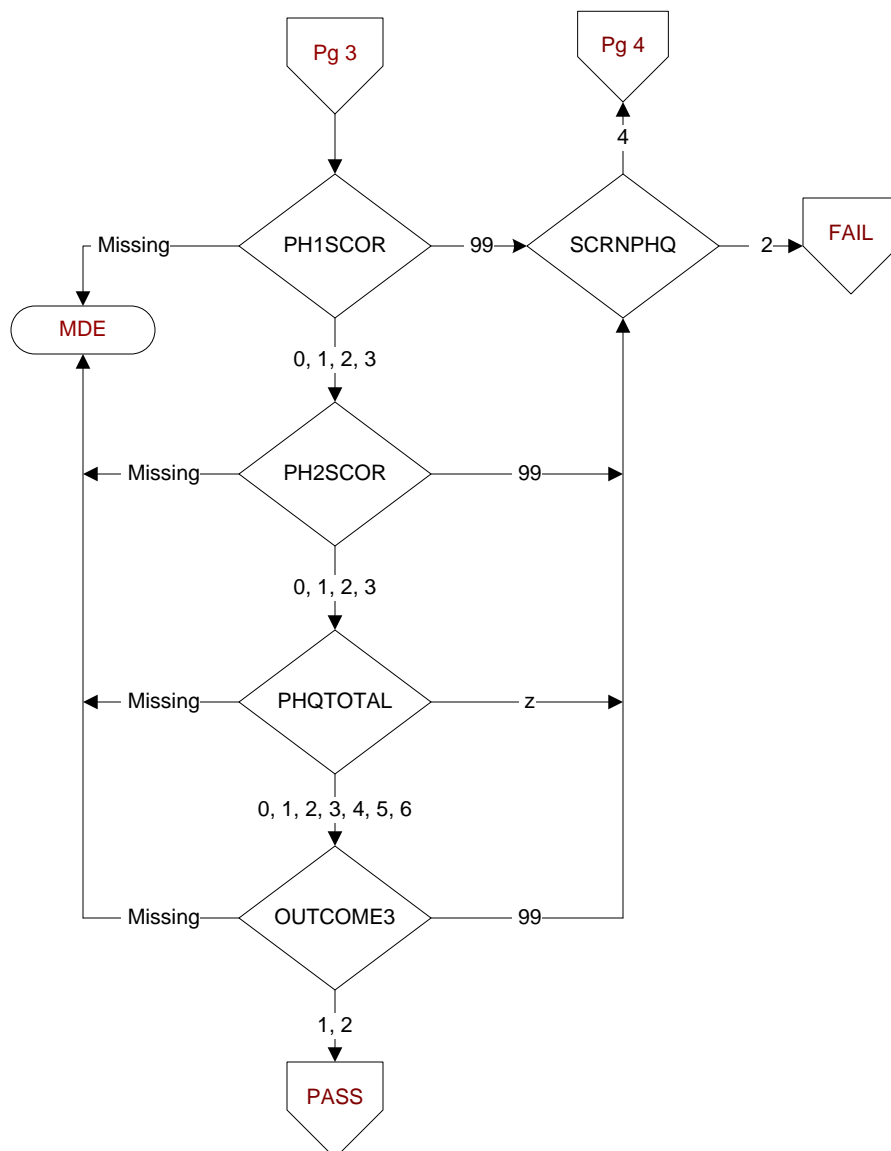 Pg 3
Pg 4
4
Missing
PH1SCOR
99
SCRNPHQ
2
FAIL
MDE
0, 1, 2, 3
Missing
PH2SCOR
99
0, 1, 2, 3
Missing
PHQTOTAL
z
0, 1, 2, 3, 4, 5, 6
Missing
OUTCOME3
99
1, 2
PASS